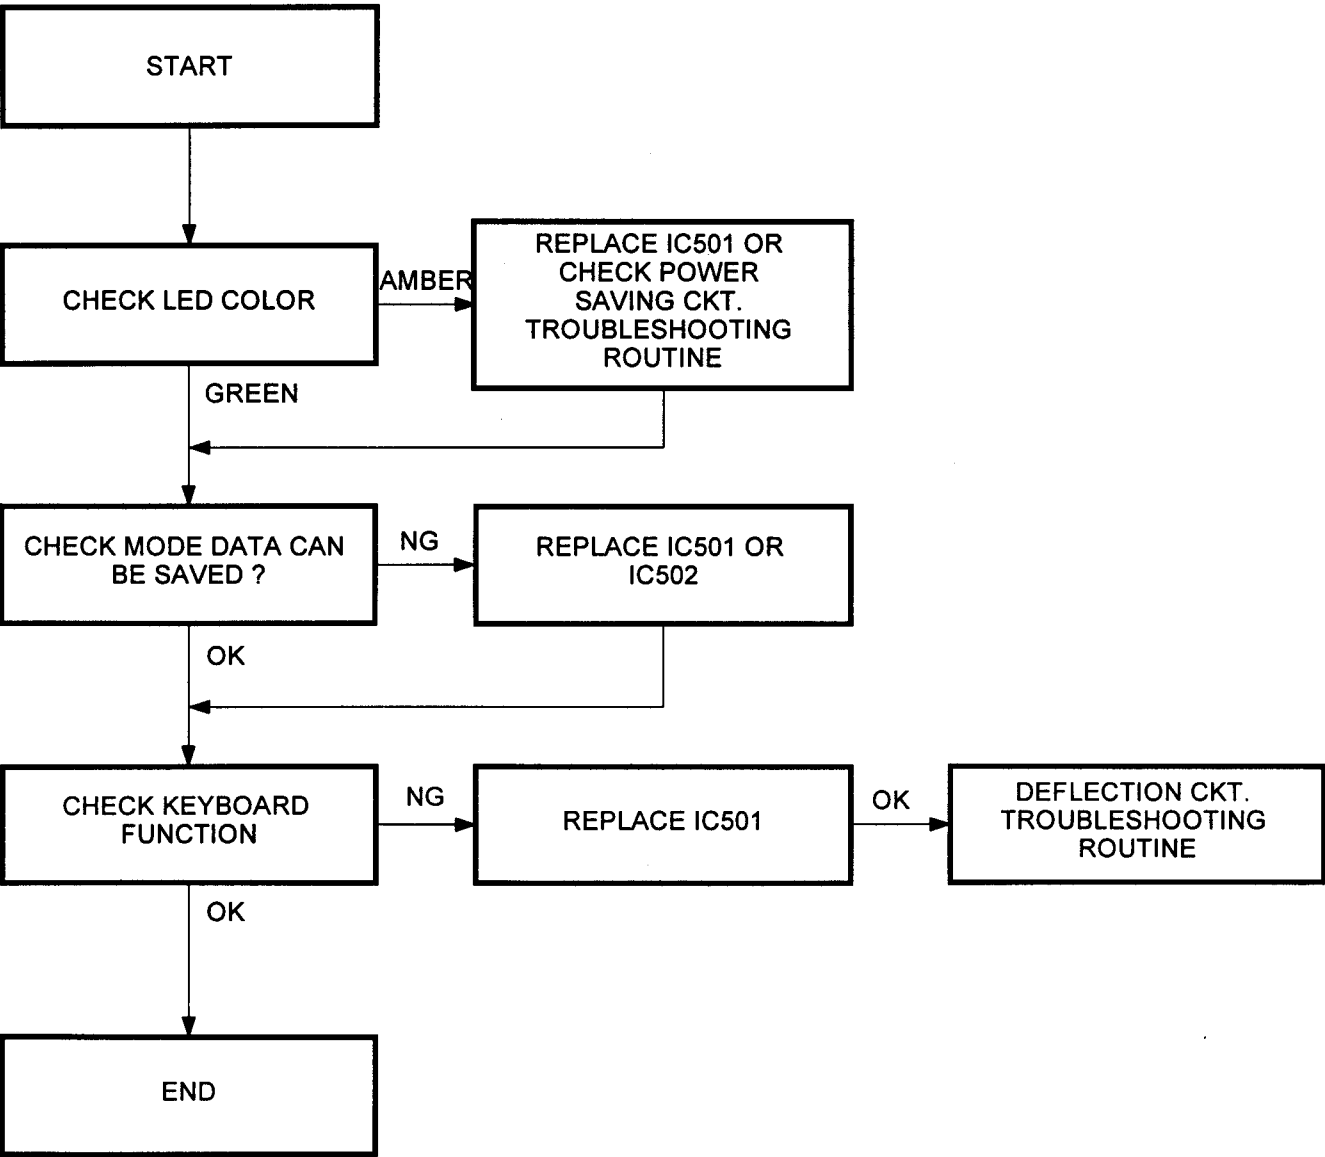 START
CHECK LED COLOR
AMBER
REPLACE IC501 OR
CHECK POWER
SAVING CKT.
TROUBLESHOOTING
ROUTINE
GREEN
CHECK MODE DATA CAN
BE SAVED ?
NG
REPLACE IC501 OR
IC502
OK
CHECK KEYBOARD
FUNCTION
NG
REPLACE IC501
OK
DEFLECTION CKT.
TROUBLESHOOTING
ROUTINE
OK
END